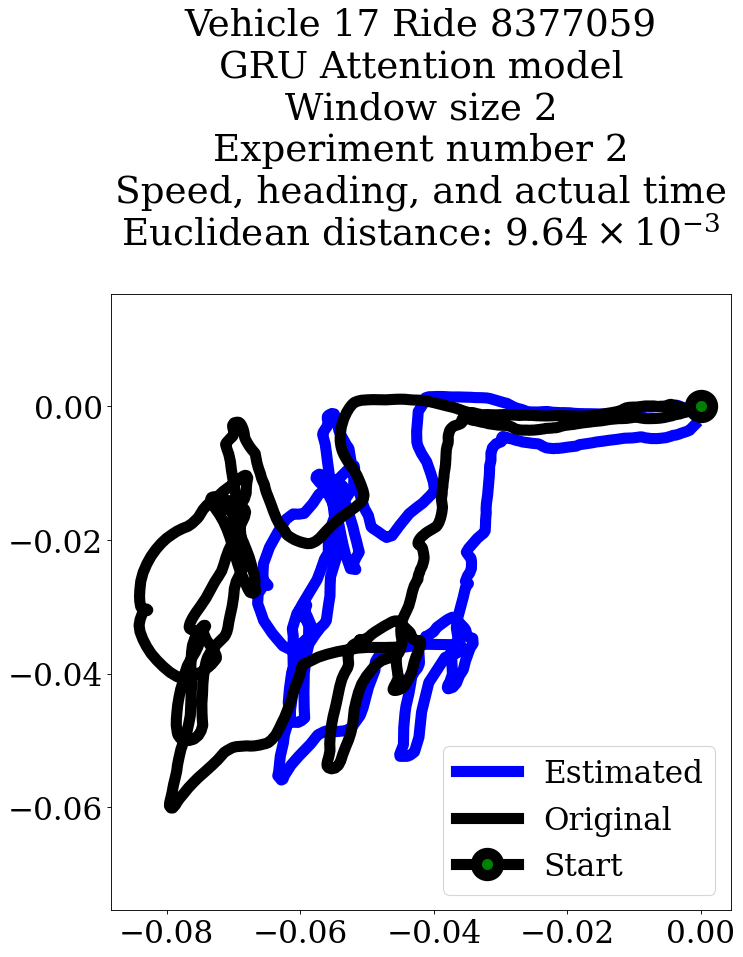 Vehicle 17 Ride 8377059
GRU Attention model
Window size 2
Experiment number 2
Speed, heading, and actual time
Euclidean distance: 9.64 × 10⁻³
0.00
−0.02
−0.04
−0.06
Estimated
Original
Start
−0.08
−0.06
−0.04
−0.02
0.00